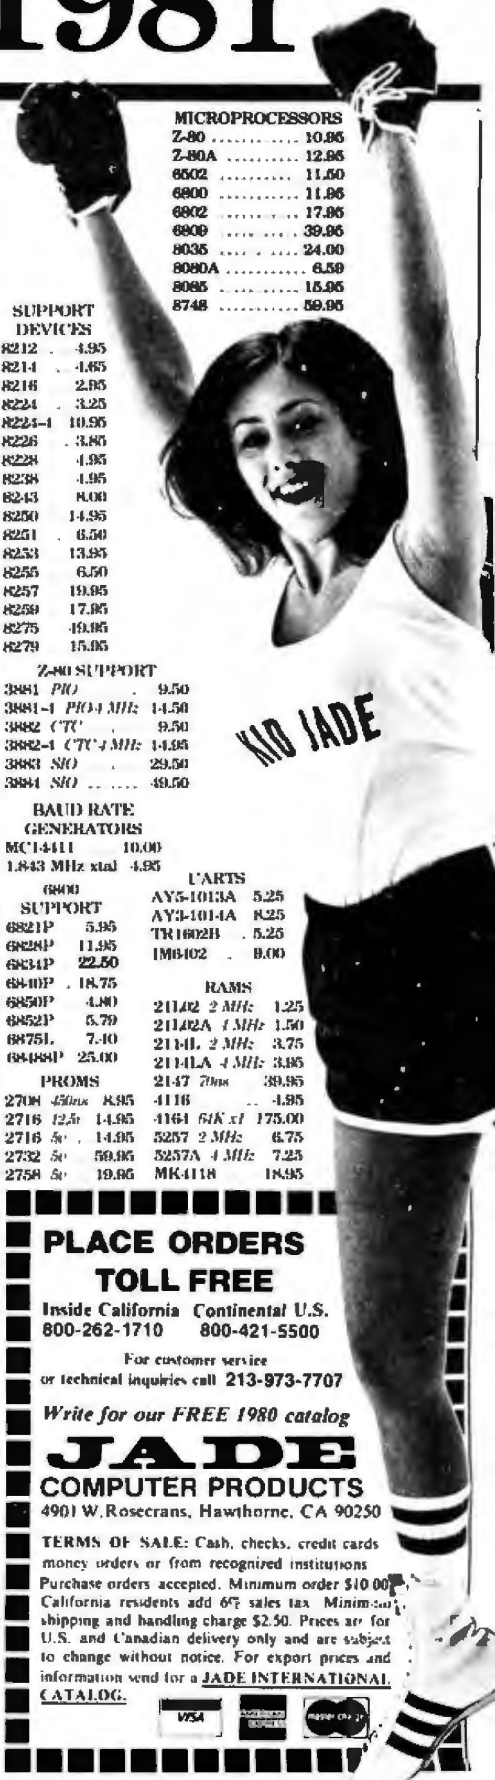 1981
MICROPROCESSORS
Z-80 ............ 10.95
Z-80A ........... 12.95
6502 .......... 11.50
6800 .......... 11.95
6802 .......... 17.95
6809 ..... .... 39.95
8035 ...... .... 24.00
8080A ........... 6.59
8085 ........... 15.95
8748 ........... 59.95
SUPPORT
DEVICES
8212 . 4.95
8214 . 4.65
8216 2.95
8224 . 3.25
8224-4 10.95
8226 . 3.85
8228 4.95
8238 4.95
8243 8.00
8250 14.95
8251 . 6.50
8253 13.95
8255 6.50
8257 19.95
8259 17.95
8275 49.95
8279 15.95
KID JADE
Z-80 SUPPORT
3881 PIO . 9.50
3881-4 PIO 4 MHz 14.50
3882 CTC . 9.50
3882-4 CTC 4 MHz 14.95
3883 SIO . 29.50
3884 SIO ....... 49.50
BAUD RATE
GENERATORS
MC14411 10.00
1.843 MHz xtal 4.95
6800
SUPPORT
6821P 5.95
6828P 11.95
6834P 22.50
6840P . 18.75
6850P 4.80
6852P 5.79
6875L 7.40
68488P 25.00
PROMS
2708 450ns 8.95
2716 12,5v 14.95
2716 5v . 14.95
2732 5v 59.95
2758 5v 19.95
UARTS
AY5-1013A 5.25
AY3-1014A 8.25
TR1602B . 5.25
IM6402 . 9.00
RAMS
21L02 2 MHz 1.25
21L02A 4 MHz 1.50
2114L 2 MHz 3.75
2114LA 4 MHz 3.95
2147 70ns 39.95
4116 .. 4.95
4164 64K x1 175.00
5257 2 MHz 6.75
5257A 4 MHz 7.25
MK4118 18.95
PLACE ORDERS
TOLL FREE
Inside California Continental U.S.
800-262-1710 800-421-5500
For customer service
or technical inquiries call 213-973-7707
Write for our FREE 1980 catalog
JADE
COMPUTER PRODUCTS
4901 W. Rosecrans, Hawthorne, CA 90250
TERMS OF SALE: Cash, checks, credit cards
money orders or from recognized institutions
Purchase orders accepted. Minimum order $10.00
California residents add 6% sales tax Minimum
shipping and handling charge $2.50. Prices are for
U.S. and Canadian delivery only and are subject
to change without notice. For export prices and
information send for a JADE INTERNATIONAL
CATALOG.
VISA
AMERICAN EXPRESS
master charge